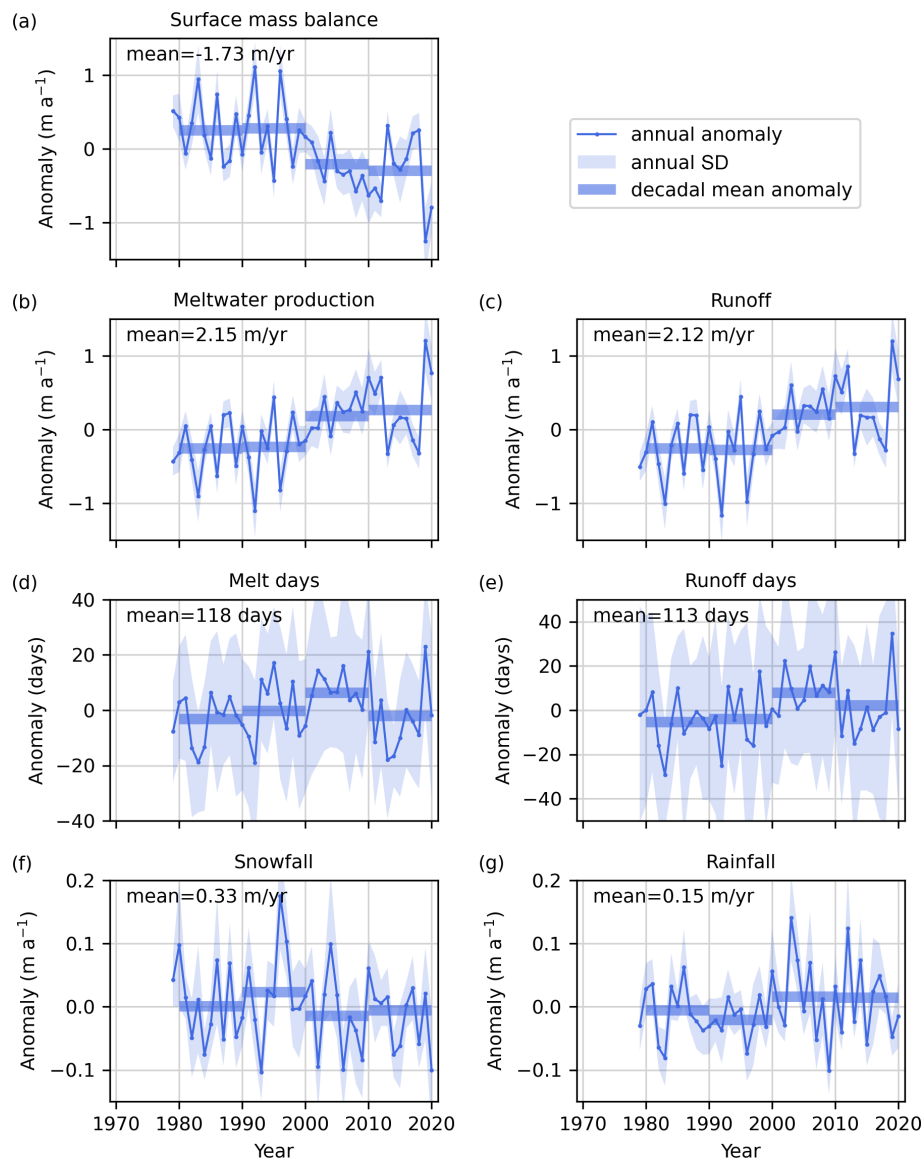 (a) Surface mass balance
mean=-1.73 m/yr
Anomaly (m a⁻¹)
1
0
−1
annual anomaly
annual SD
decadal mean anomaly
(b) Meltwater production
mean=2.15 m/yr
Anomaly (m a⁻¹)
1
0
−1
(c) Runoff
mean=2.12 m/yr
Anomaly (m a⁻¹)
1
0
−1
(d) Melt days
mean=118 days
Anomaly (days)
40
20
0
−20
−40
(e) Runoff days
mean=113 days
Anomaly (days)
40
20
0
−20
−40
(f) Snowfall
mean=0.33 m/yr
Anomaly (m a⁻¹)
0.2
0.1
0.0
−0.1
1970 1980 1990 2000 2010 2020
Year
(g) Rainfall
mean=0.15 m/yr
Anomaly (m a⁻¹)
0.2
0.1
0.0
−0.1
1970 1980 1990 2000 2010 2020
Year